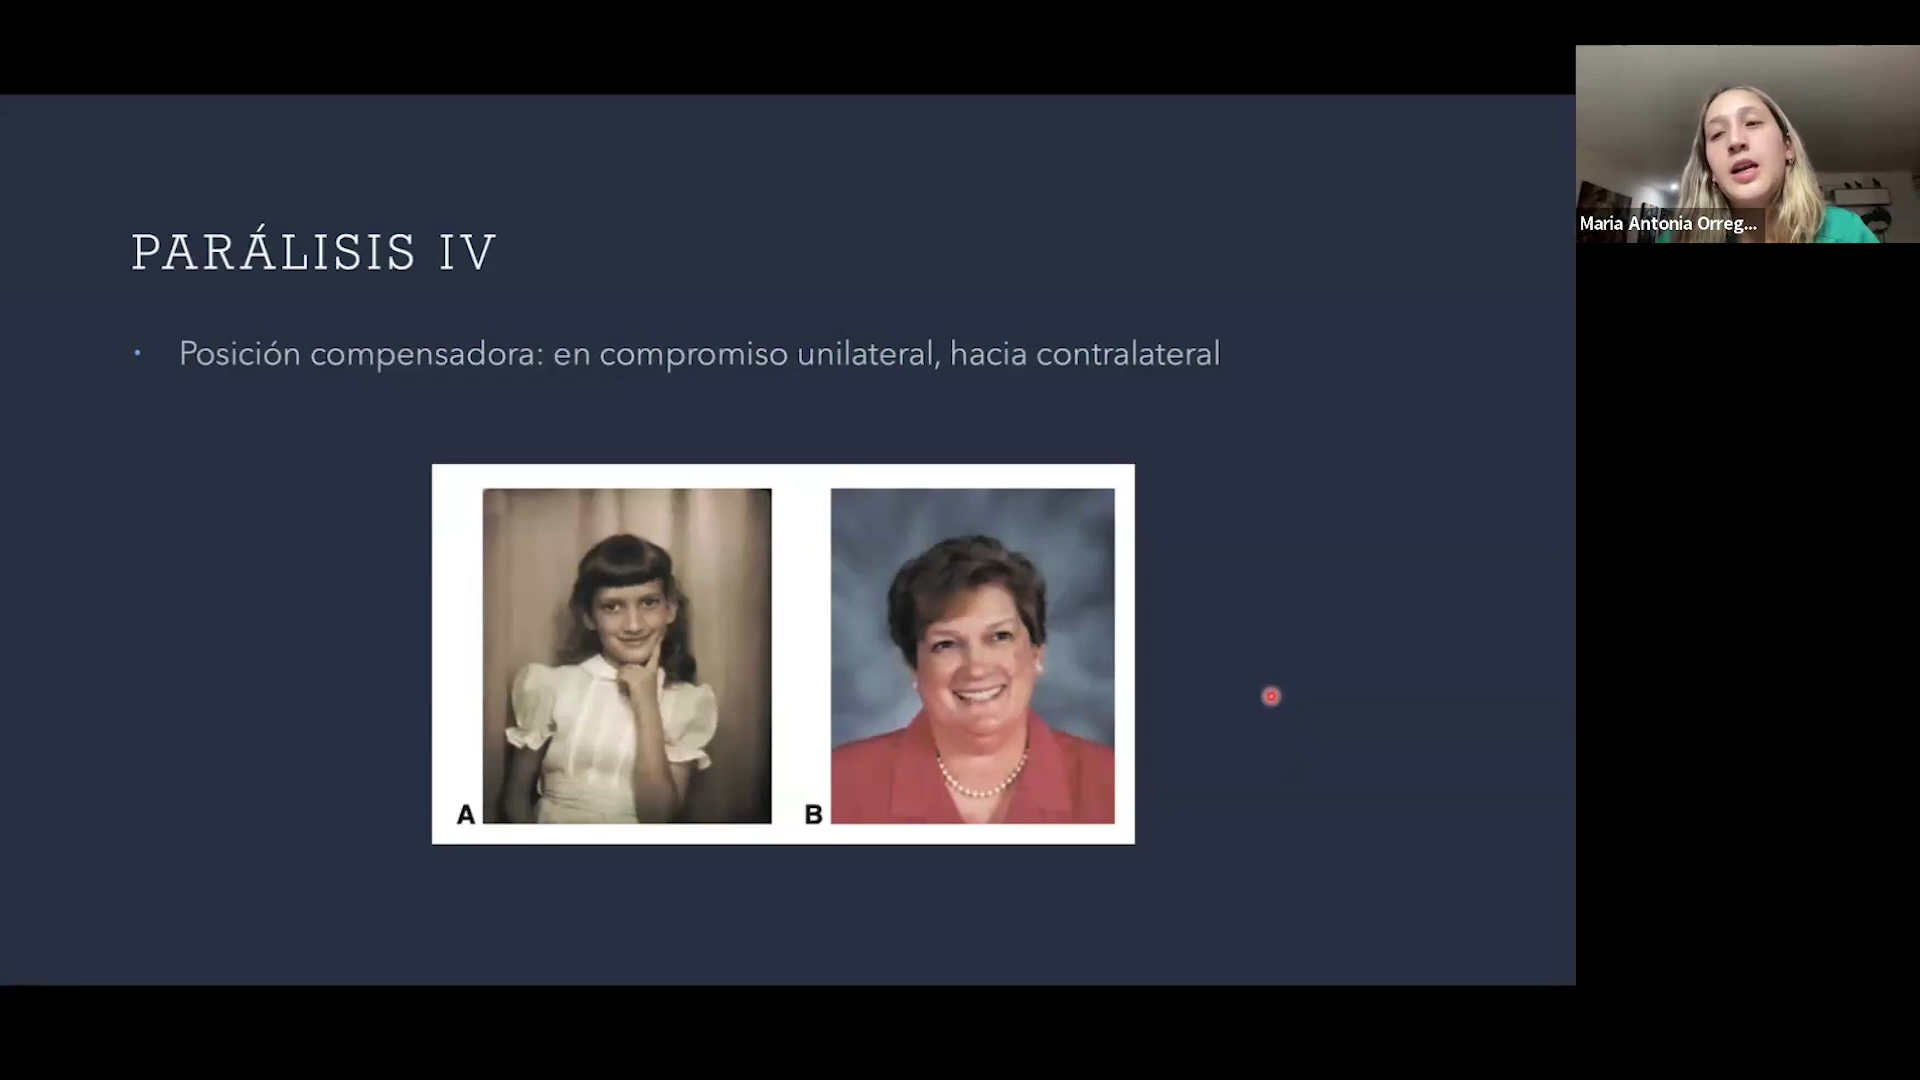 PARÁLISIS IV
• Posición compensadora: en compromiso unilateral, hacia contralateral
A
B
Maria Antonia Orreg...